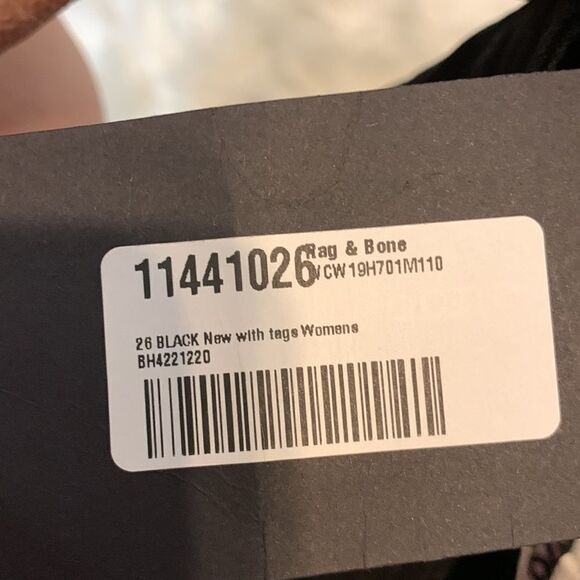 11441026
Rag & Bone
WCW19H701M110
26 BLACK New with tags Womens
BH4221220